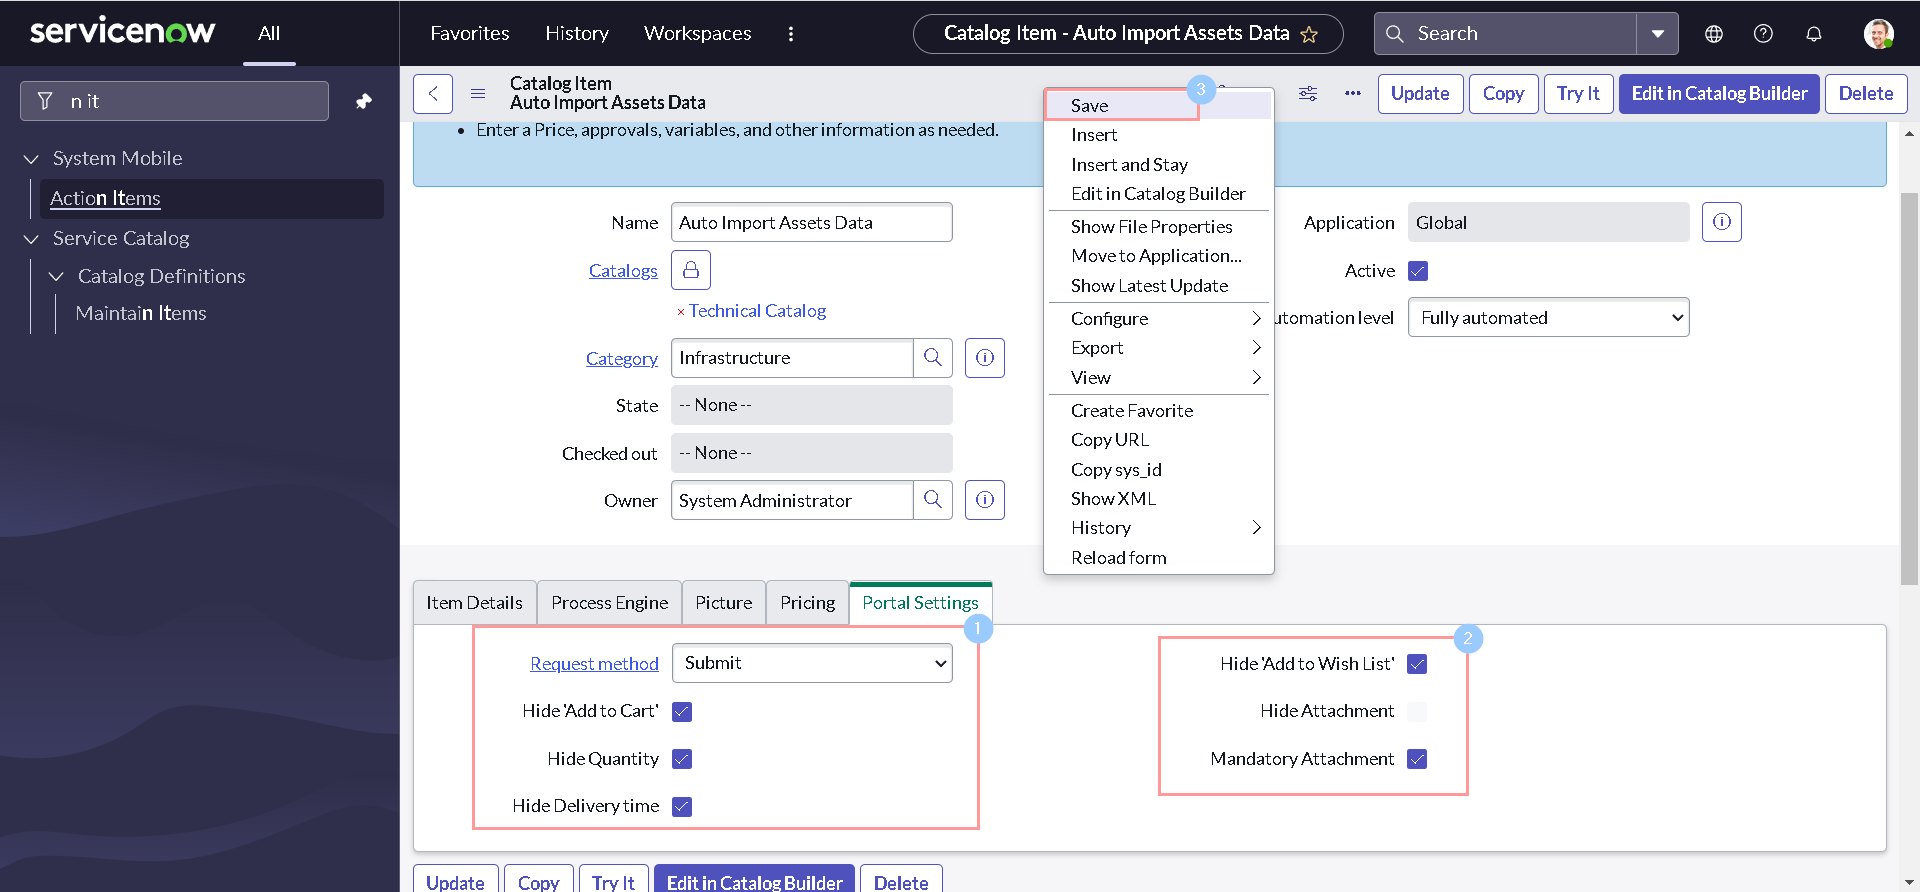 servicenow
All
Favorites
History
Workspaces
Catalog Item - Auto Import Assets Data
Search
n it
Catalog Item
Auto Import Assets Data
Update
Copy
Try It
Edit in Catalog Builder
Delete
System Mobile
Action Items
Service Catalog
Catalog Definitions
Maintain Items
Enter a Price, approvals, variables, and other information as needed.
3
Save
Insert
Insert and Stay
Edit in Catalog Builder
Show File Properties
Move to Application...
Show Latest Update
Configure
Export
View
Create Favorite
Copy URL
Copy sys_id
Show XML
History
Reload form
Name
Auto Import Assets Data
Catalogs
× Technical Catalog
Category
Infrastructure
State
-- None --
Checked out
-- None --
Owner
System Administrator
Application
Global
Active
utomation level
Fully automated
Item Details
Process Engine
Picture
Pricing
Portal Settings
1
Request method
Submit
Hide 'Add to Cart'
Hide Quantity
Hide Delivery time
2
Hide 'Add to Wish List'
Hide Attachment
Mandatory Attachment
Update
Copy
Try It
Edit in Catalog Builder
Delete